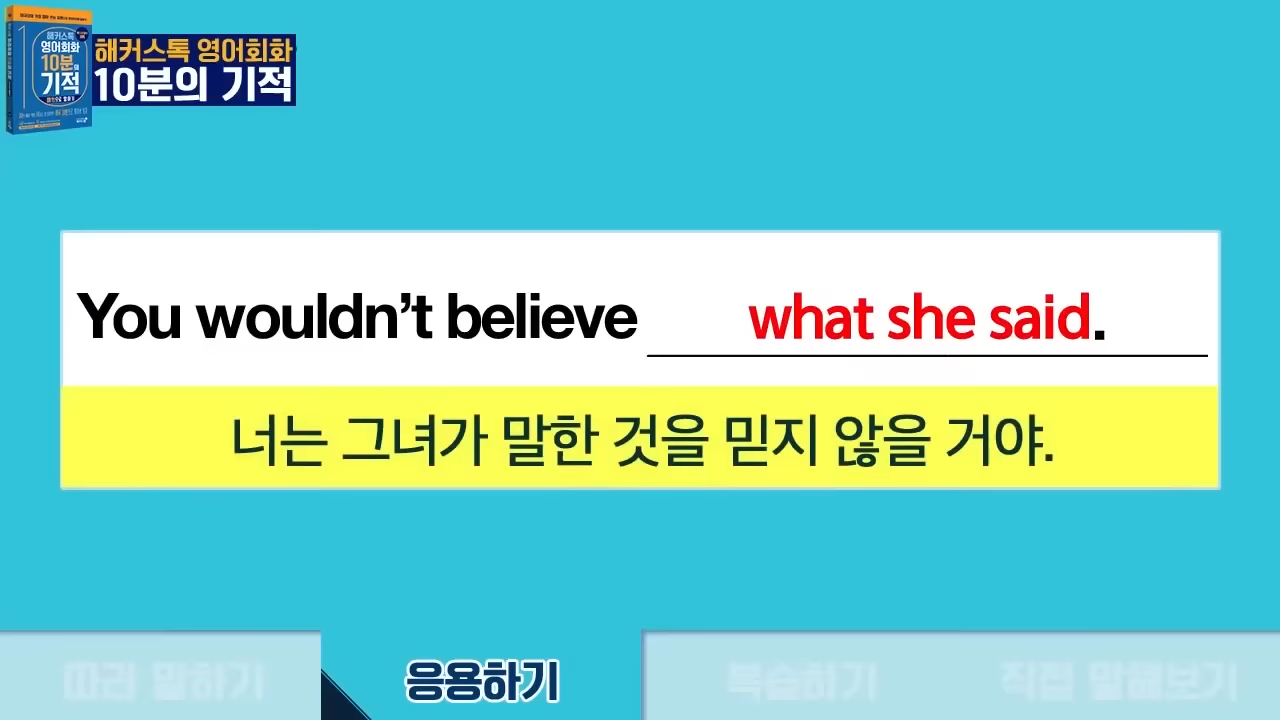 해커스톡
영어회화
10분의
기적
해커스톡 영어회화
10분의 기적
You wouldn’t believe what she said.
너는 그녀가 말한 것을 믿지 않을 거야.
따라 말하기
응용하기
복습하기
직접 말해보기